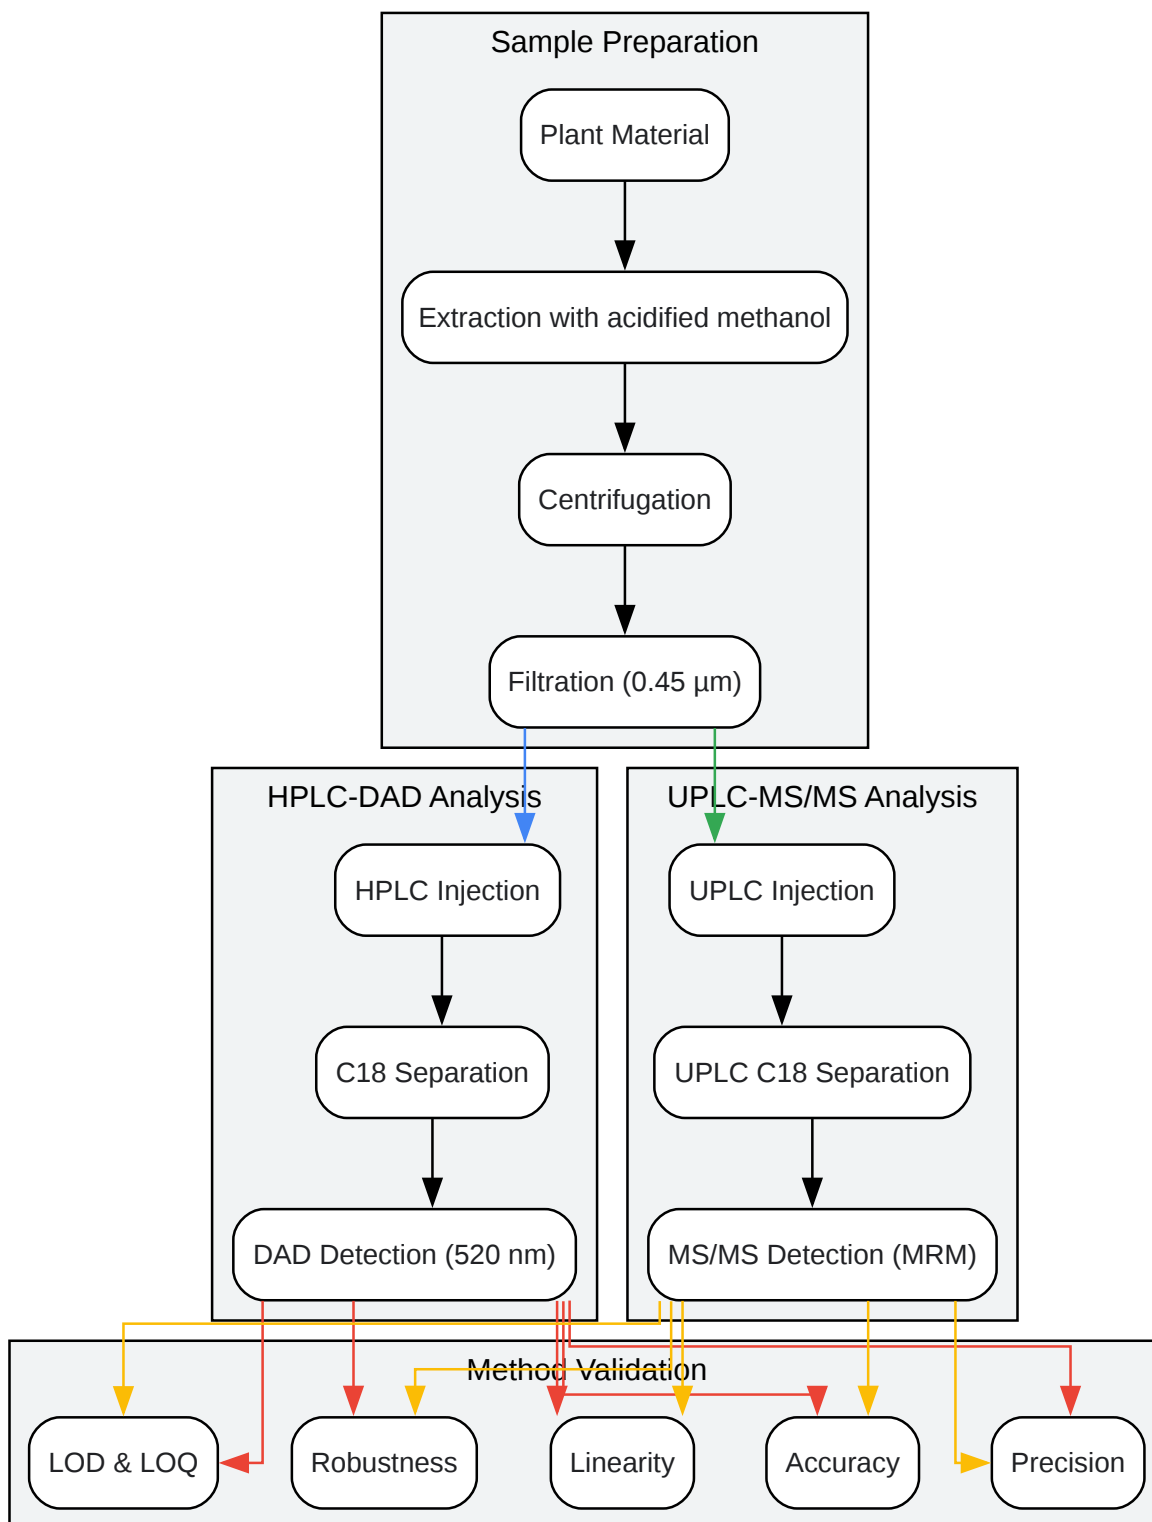 Sample Preparation
Plant Material
Extraction with acidified methanol
Centrifugation
Filtration (0.45 µm)
HPLC-DAD Analysis
HPLC Injection
C18 Separation
DAD Detection (520 nm)
UPLC-MS/MS Analysis
UPLC Injection
UPLC C18 Separation
MS/MS Detection (MRM)
Method Validation
LOD & LOQ
Robustness
Linearity
Accuracy
Precision